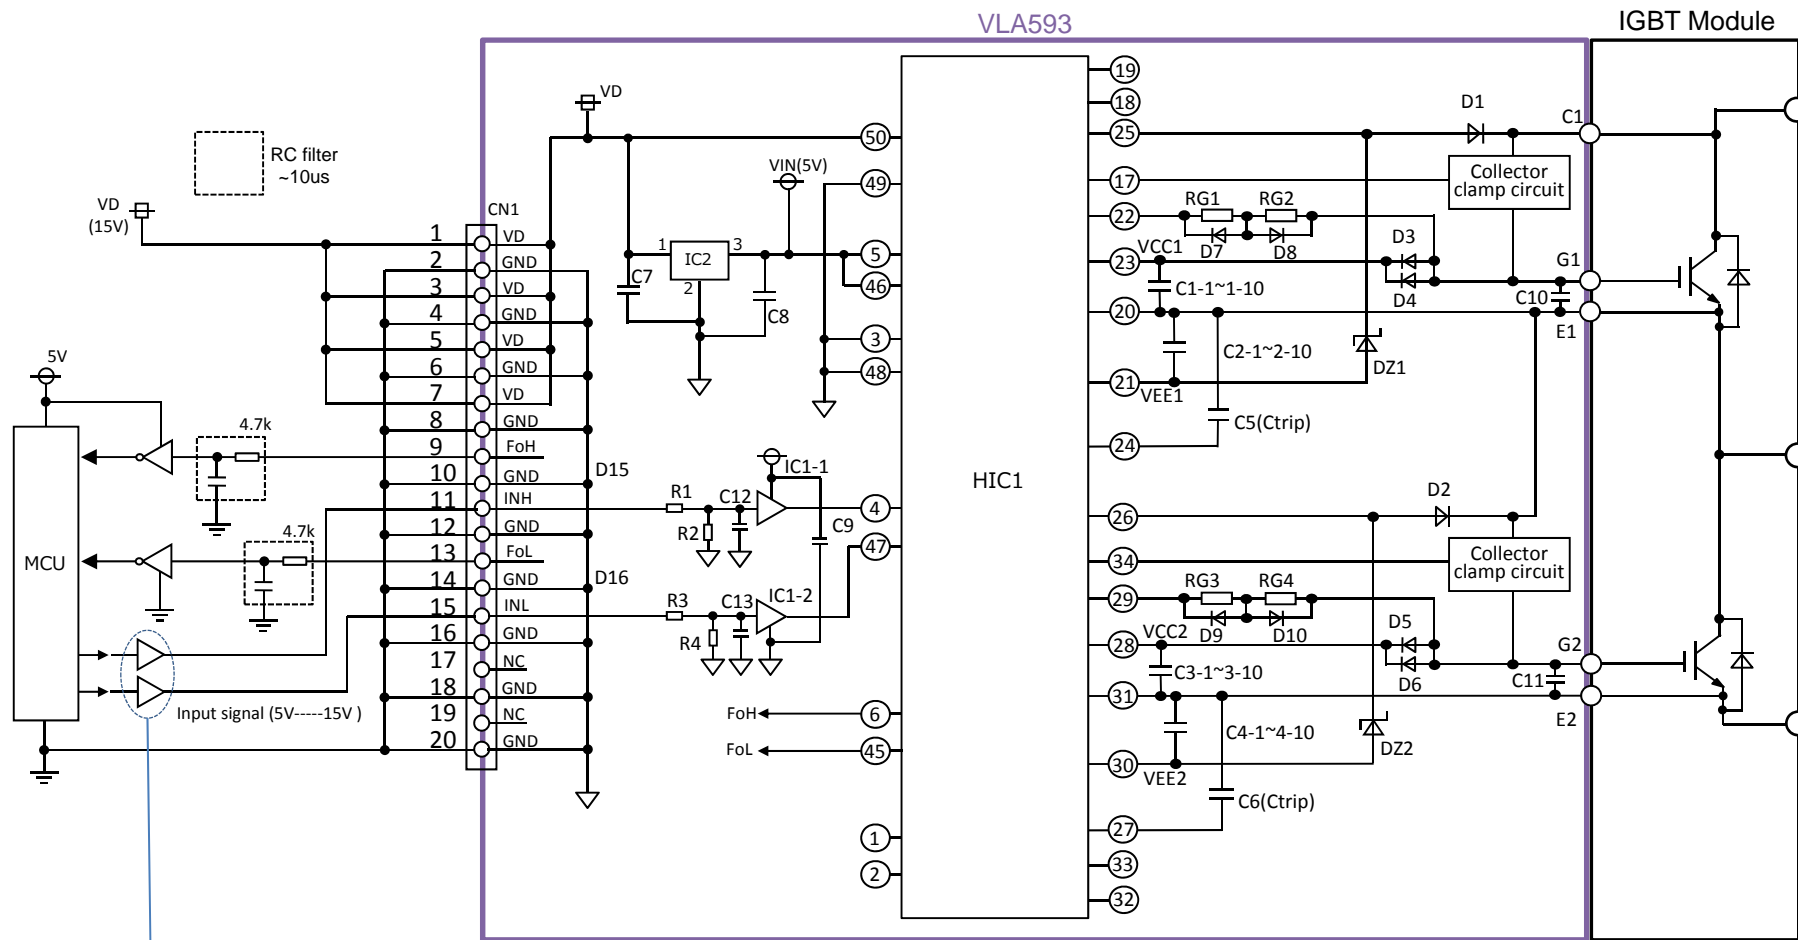 VLA593
IGBT Module
RC filter
~10us
VD
(15V)
5V
MCU
4.7k
4.7k
Input signal (5V-----15V )
CN1
1 VD
2 GND
3 VD
4 GND
5 VD
6 GND
7 VD
8 GND
9 FoH
10 GND
11 INH
12 GND
13 FoL
14 GND
15 INL
16 GND
17 NC
18 GND
19 NC
20 GND
D15
D16
VD
VIN(5V)
C7
1
IC2
3
2
C8
R1
R2
C12
IC1-1
C9
R3
R4
C13
IC1-2
FoH
FoL
50
49
5
46
3
48
4
47
6
45
1
2
HIC1
19
18
25
17
22
23
20
21
24
26
34
29
28
31
30
27
33
32
D1
C1
Collector
clamp circuit
RG1
RG2
D7
D8
VCC1
D3
D4
G1
C1-1~1-10
C10
E1
C2-1~2-10
DZ1
VEE1
C5(Ctrip)
D2
Collector
clamp circuit
RG3
RG4
D9
D10
VCC2
D5
D6
G2
C3-1~3-10
C11
E2
C4-1~4-10
DZ2
VEE2
C6(Ctrip)